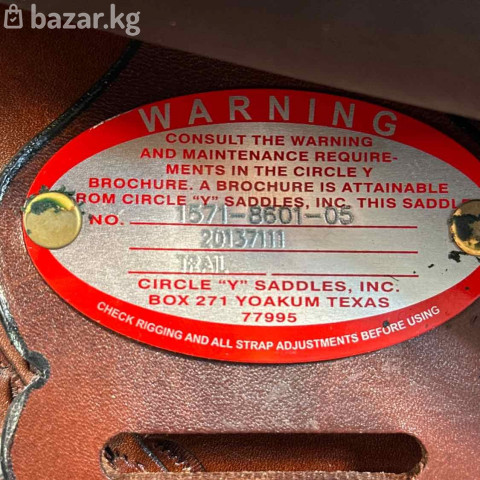 bazar.kg
WARNING
CONSULT THE WARNING
AND MAINTENANCE REQUIRE-
MENTS IN THE CIRCLE Y
BROCHURE. A BROCHURE IS ATTAINABLE
ROM CIRCLE "Y" SADDLES, INC. THIS SADDL
NO. 1571-8601-05
20137111
TRAIL
CIRCLE "Y" SADDLES, INC.
BOX 271 YOAKUM TEXAS
77995
CHECK RIGGING AND ALL STRAP ADJUSTMENTS BEFORE USING